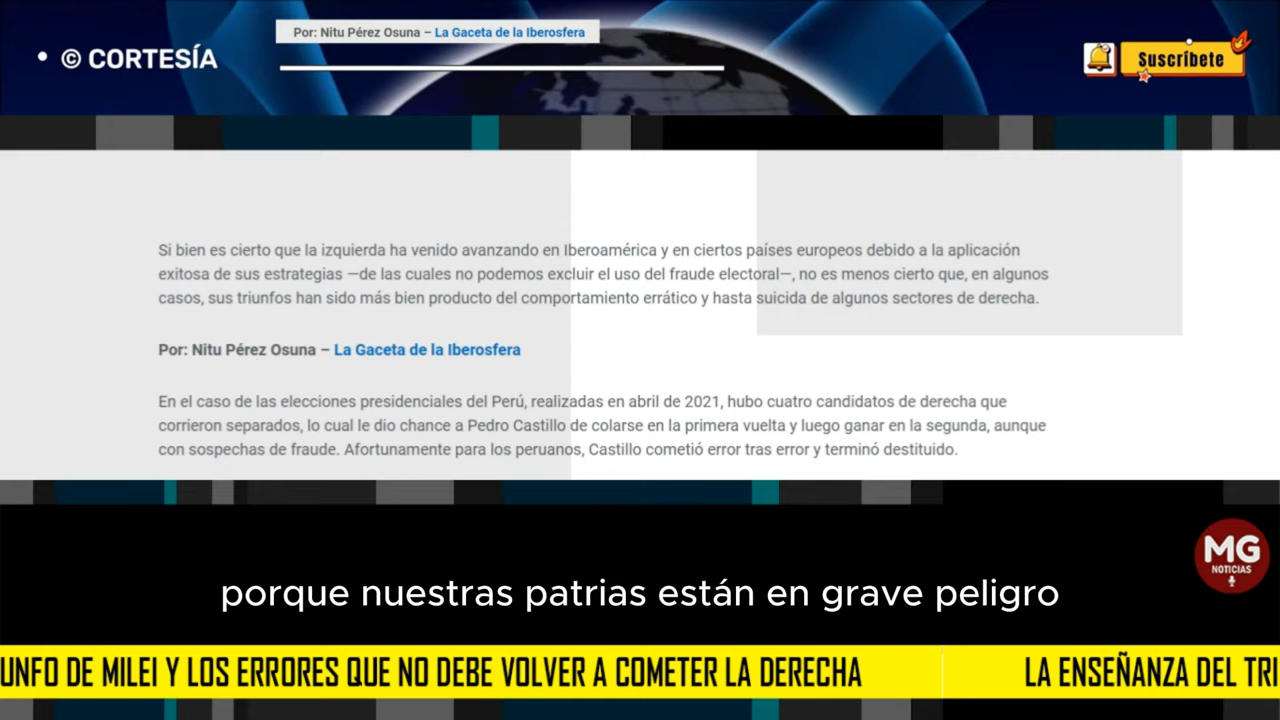 Por: Nitu Pérez Osuna – La Gaceta de la Iberosfera
© CORTESÍA
Suscríbete
Si bien es cierto que la izquierda ha venido avanzando en Iberoamérica y en ciertos países europeos debido a la aplicación
exitosa de sus estrategias —de las cuales no podemos excluir el uso del fraude electoral—, no es menos cierto que, en algunos
casos, sus triunfos han sido más bien producto del comportamiento errático y hasta suicida de algunos sectores de derecha.
Por: Nitu Pérez Osuna – La Gaceta de la Iberosfera
En el caso de las elecciones presidenciales del Perú, realizadas en abril de 2021, hubo cuatro candidatos de derecha que
corrieron separados, lo cual le dio chance a Pedro Castillo de colarse en la primera vuelta y luego ganar en la segunda, aunque
con sospechas de fraude. Afortunamente para los peruanos, Castillo cometió error tras error y terminó destituido.
MG
NOTICIAS
porque nuestras patrias están en grave peligro
UNFO DE MILEI Y LOS ERRORES QUE NO DEBE VOLVER A COMETER LA DERECHA LA ENSEÑANZA DEL TRI